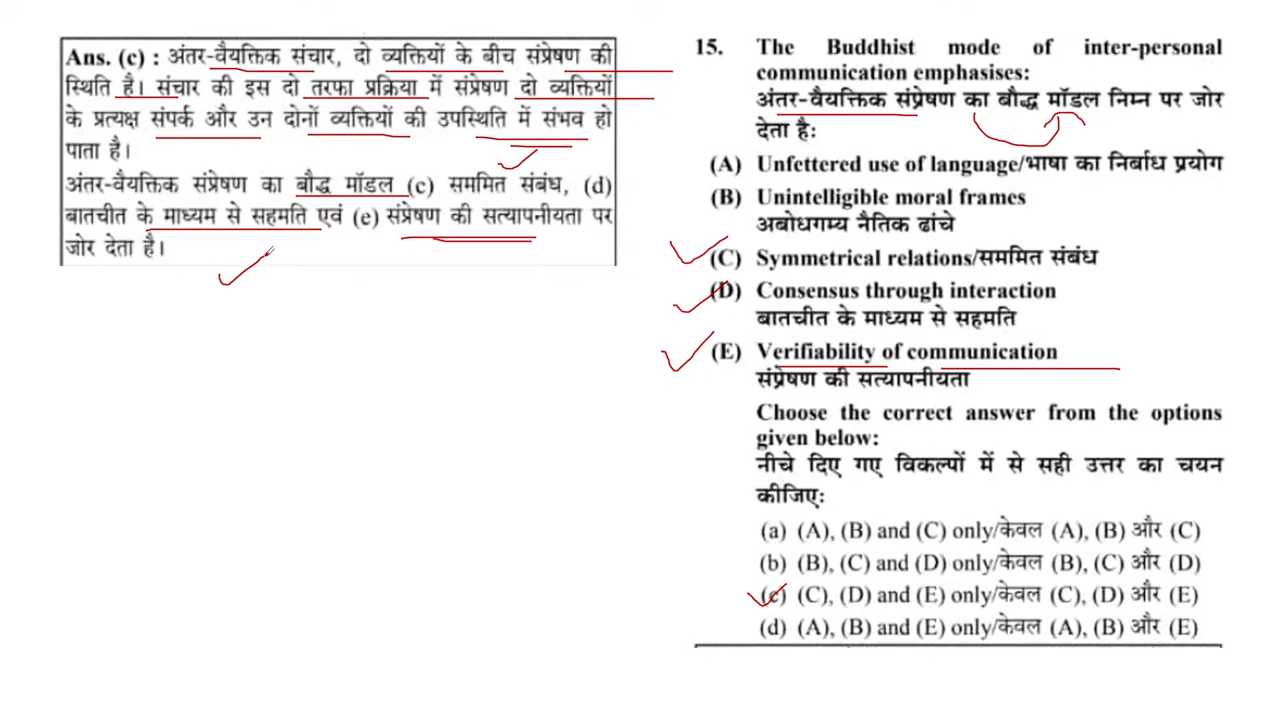 Ans. (c) : अंतर-वैयक्तिक संचार, दो व्यक्तियों के बीच संप्रेषण की
स्थिति है। संचार की इस दो तरफा प्रक्रिया में संप्रेषण दो व्यक्तियों
के प्रत्यक्ष संपर्क और उन दोनों व्यक्तियों की उपस्थिति में संभव हो
पाता है।
अंतर-वैयक्तिक संप्रेषण का बौद्ध मॉडल (c) सममित संबंध, (d)
बातचीत के माध्यम से सहमति एवं (e) संप्रेषण की सत्यापनीयता पर
जोर देता है।
15. The Buddhist mode of inter-personal
communication emphasises:
अंतर-वैयक्तिक संप्रेषण का बौद्ध मॉडल निम्न पर जोर
देता है:
(A) Unfettered use of language/भाषा का निर्बाध प्रयोग
(B) Unintelligible moral frames
अबोधगम्य नैतिक ढांचे
(C) Symmetrical relations/सममित संबंध
(D) Consensus through interaction
बातचीत के माध्यम से सहमति
(E) Verifiability of communication
संप्रेषण की सत्यापनीयता
Choose the correct answer from the options
given below:
नीचे दिए गए विकल्पों में से सही उत्तर का चयन
कीजिए:
(a) (A), (B) and (C) only/केवल (A), (B) और (C)
(b) (B), (C) and (D) only/केवल (B), (C) और (D)
(c) (C), (D) and (E) only/केवल (C), (D) और (E)
(d) (A), (B) and (E) only/केवल (A), (B) और (E)